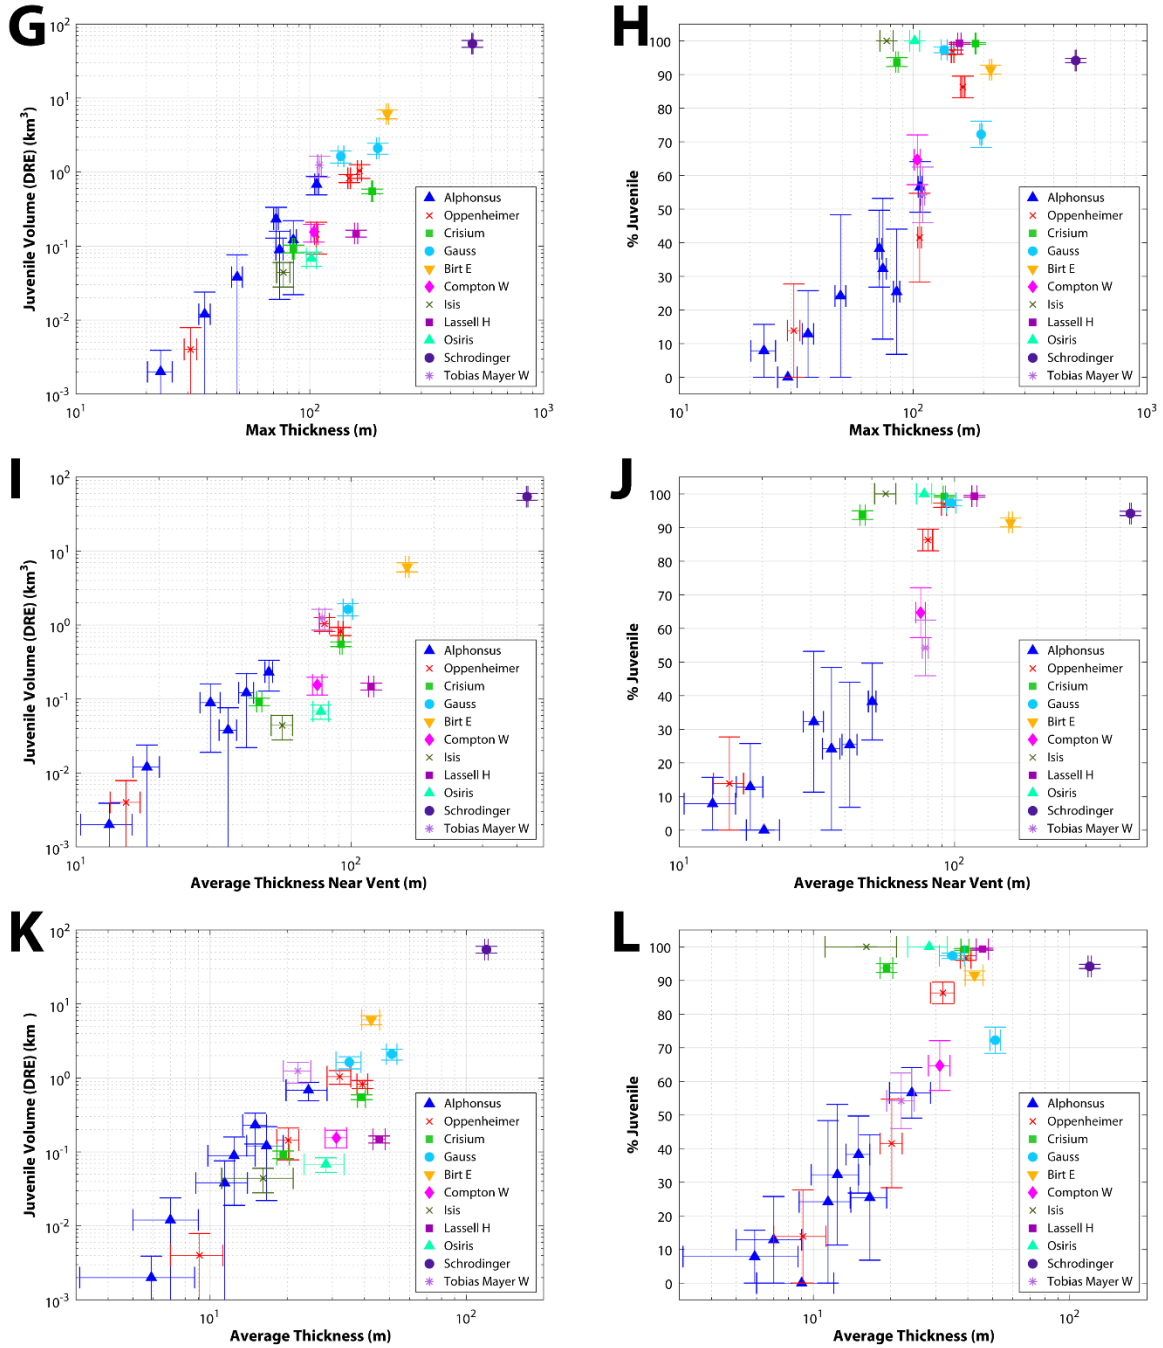 G
Juvenile Volume (DRE) (km³)
10²
10¹
10⁰
10⁻¹
10⁻²
10⁻³
10¹
10²
10³
Max Thickness (m)
Alphonsus
Oppenheimer
Crisium
Gauss
Birt E
Compton W
Isis
Lassell H
Osiris
Schrodinger
Tobias Mayer W
H
% Juvenile
100
90
80
70
60
50
40
30
20
10
0
10¹
10²
10³
Max Thickness (m)
Alphonsus
Oppenheimer
Crisium
Gauss
Birt E
Compton W
Isis
Lassell H
Osiris
Schrodinger
Tobias Mayer W
I
Juvenile Volume (DRE) (km³)
10²
10¹
10⁰
10⁻¹
10⁻²
10⁻³
10¹
10²
Average Thickness Near Vent (m)
Alphonsus
Oppenheimer
Crisium
Gauss
Birt E
Compton W
Isis
Lassell H
Osiris
Schrodinger
Tobias Mayer W
J
% Juvenile
100
90
80
70
60
50
40
30
20
10
0
10¹
10²
Average Thickness Near Vent (m)
Alphonsus
Oppenheimer
Crisium
Gauss
Birt E
Compton W
Isis
Lassell H
Osiris
Schrodinger
Tobias Mayer W
K
Juvenile Volume (DRE) (km )
10²
10¹
10⁰
10⁻¹
10⁻²
10⁻³
10¹
10²
Average Thickness (m)
Alphonsus
Oppenheimer
Crisium
Gauss
Birt E
Compton W
Isis
Lassell H
Osiris
Schrodinger
Tobias Mayer W
L
% Juvenile
100
90
80
70
60
50
40
30
20
10
0
10¹
10²
Average Thickness (m)
Alphonsus
Oppenheimer
Crisium
Gauss
Birt E
Compton W
Isis
Lassell H
Osiris
Schrodinger
Tobias Mayer W